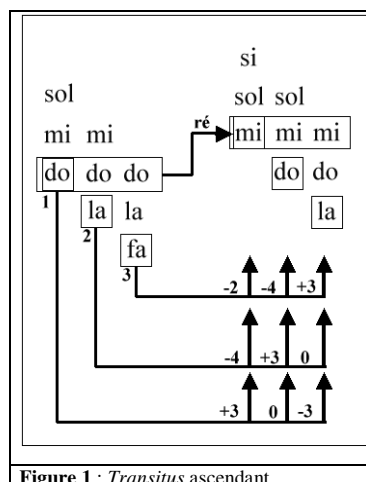 si
sol
sol sol
mi mi
ré
mi mi mi
do do do
do do
1
la la
la
2
fa
3
-2 -4 +3
-4 +3 0
+3 0 -3
Figure 1 : Transitus ascendant